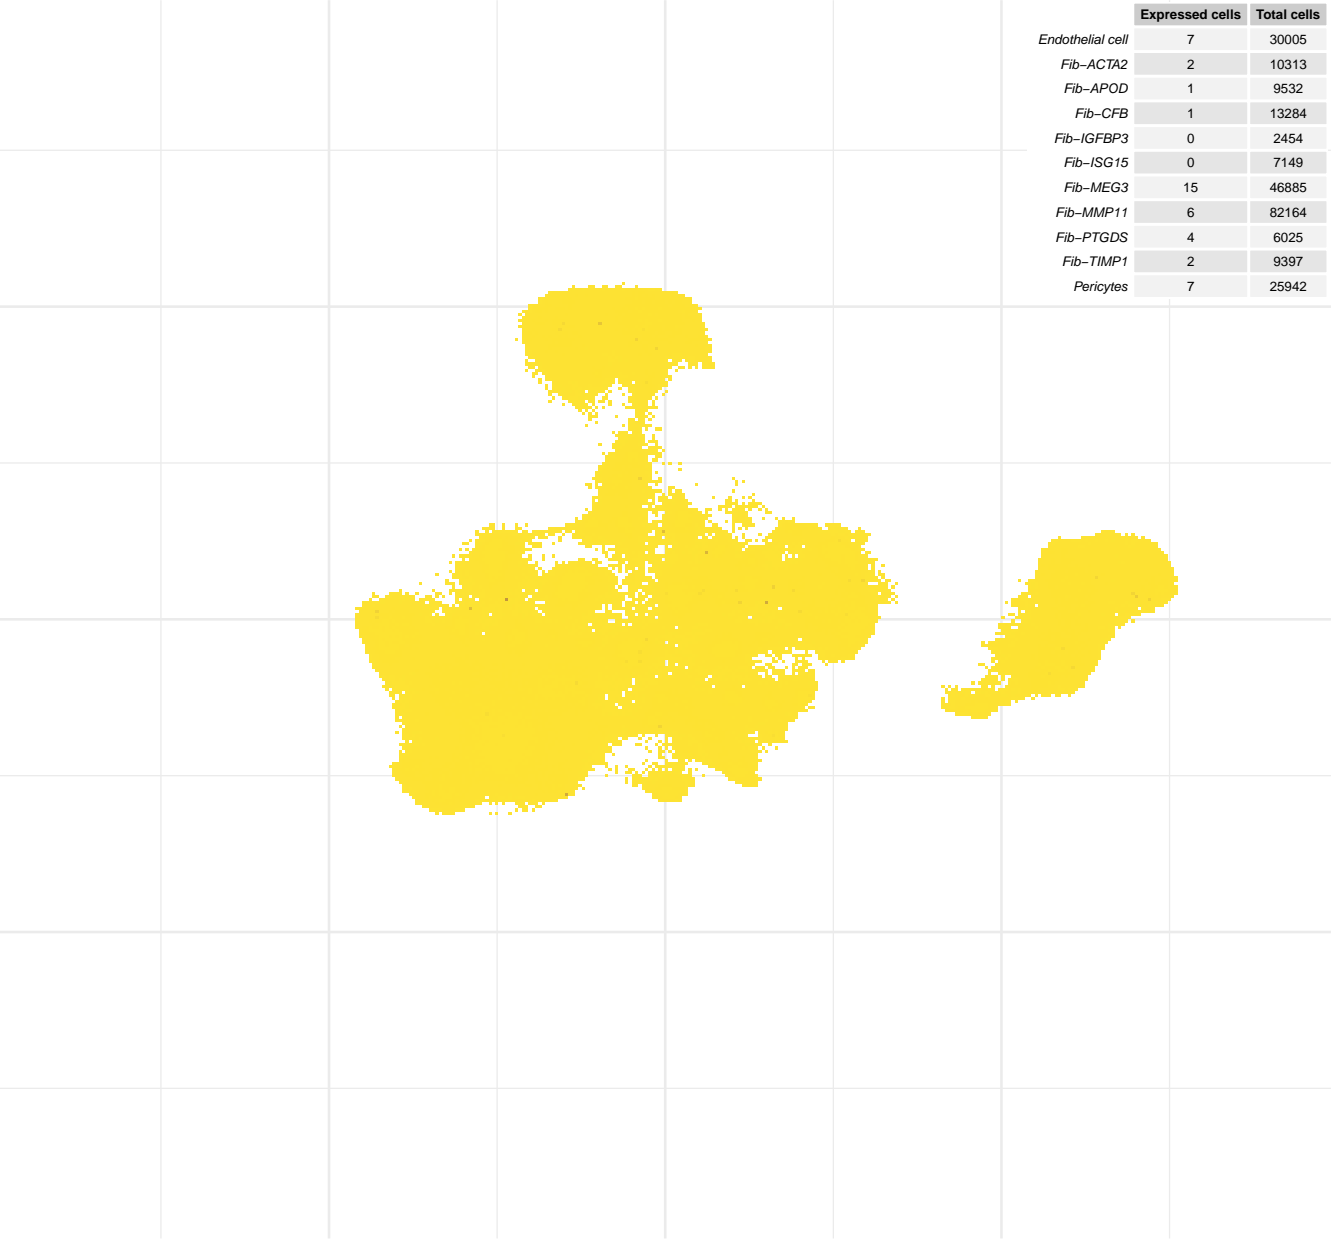 Expressed cells Total cells
Endothelial cell 7 30005
Fib−ACTA2 2 10313
Fib−APOD 1 9532
Fib−CFB 1 13284
Fib−IGFBP3 0 2454
Fib−ISG15 0 7149
Fib−MEG3 15 46885
Fib−MMP11 6 82164
Fib−PTGDS 4 6025
Fib−TIMP1 2 9397
Pericytes 7 25942